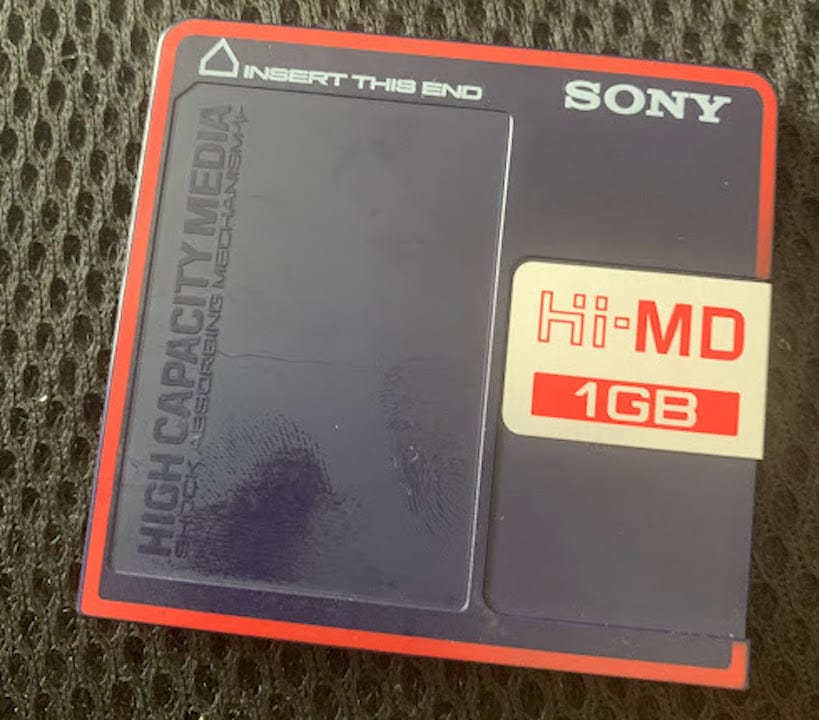 INSERT THIS END
SONY
HIGH CAPACITY MEDIA
SHOCK ABSORBING MECHANISM
Hi-MD
1GB